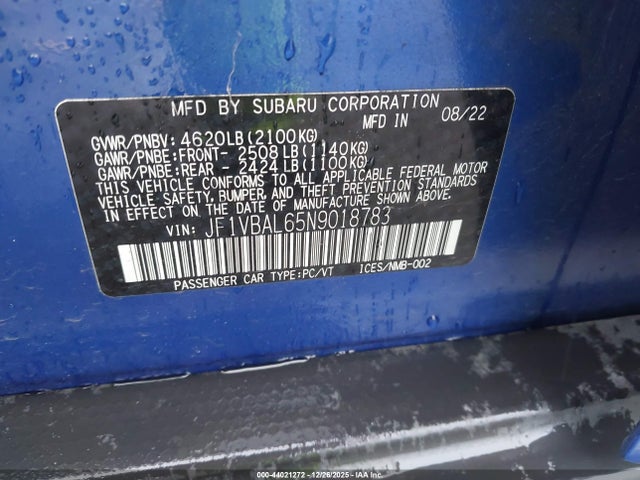 MFD BY SUBARU CORPORATION
MFD IN 08/22
GVWR/PNBV: 4620LB(2100KG)
GAWR/PNBE:FRONT- 2508LB(1140KG)
GAWR/PNBE:REAR - 2424LB(1100KG)
THIS VEHICLE CONFORMS TO ALL APPLICABLE FEDERAL MOTOR
VEHICLE SAFETY, BUMPER, AND THEFT PREVENTION STANDARDS
IN EFFECT ON THE DATE OF MANUFACTURE SHOWN ABOVE.
VIN: JF1VBAL65N9018783
PASSENGER CAR TYPE:PC/VT ICES/NMB-002
000-44021272 - 12/26/2025 - © IAA, Inc.